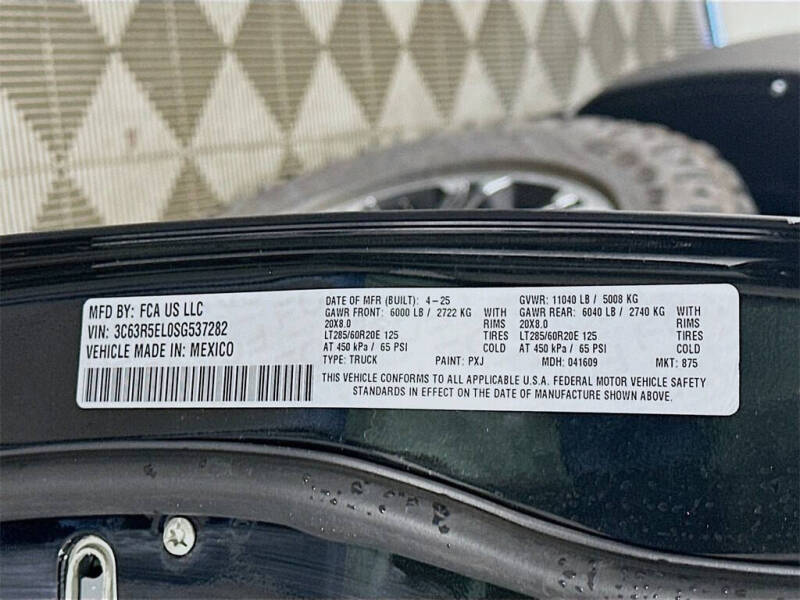 MFD BY: FCA US LLC
VIN: 3C63R5EL0SG537282
VEHICLE MADE IN: MEXICO
DATE OF MFR (BUILT): 4-25
GAWR FRONT: 6000 LB / 2722 KG WITH
20X8.0 RIMS
LT285/60R20E 125 TIRES
AT 450 kPa / 65 PSI COLD
TYPE: TRUCK PAINT: PXJ
GVWR: 11040 LB / 5008 KG
GAWR REAR: 6040 LB / 2740 KG WITH
20X8.0 RIMS
LT285/60R20E 125 TIRES
AT 450 kPa / 65 PSI COLD
MDH: 041609 MKT: 875
THIS VEHICLE CONFORMS TO ALL APPLICABLE U.S.A. FEDERAL MOTOR VEHICLE SAFETY
STANDARDS IN EFFECT ON THE DATE OF MANUFACTURE SHOWN ABOVE.